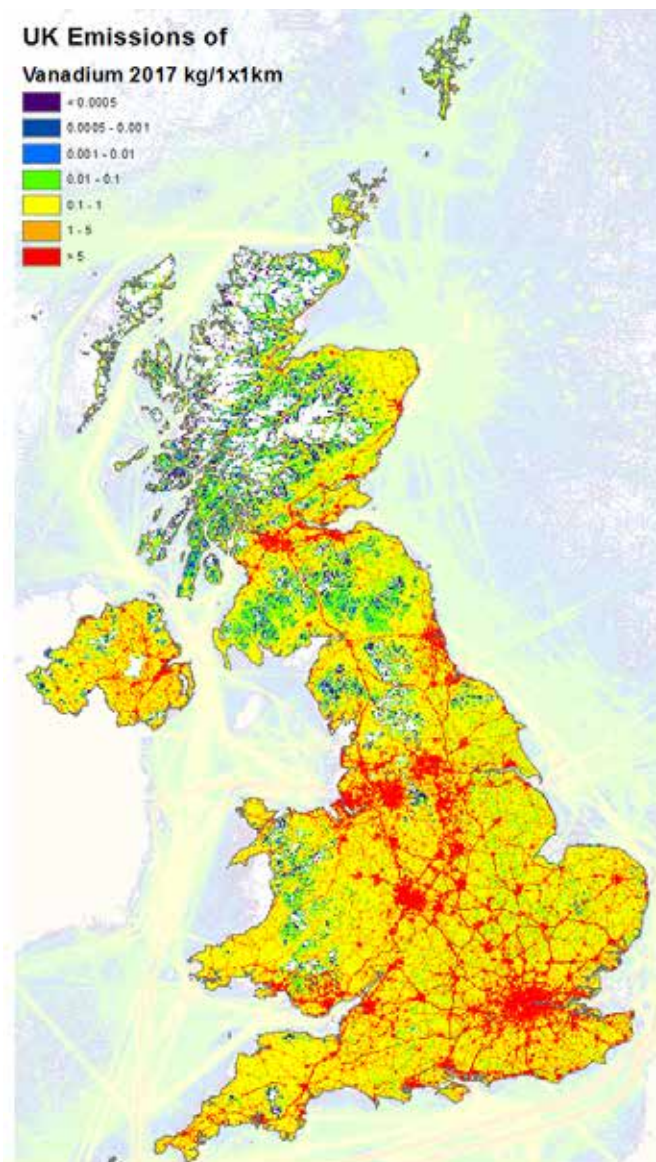 UK Emissions of
Vanadium 2017 kg/1x1km
< 0.0005
0.0005 - 0.001
0.001 - 0.01
0.01 - 0.1
0.1 - 1
1 - 5
> 5